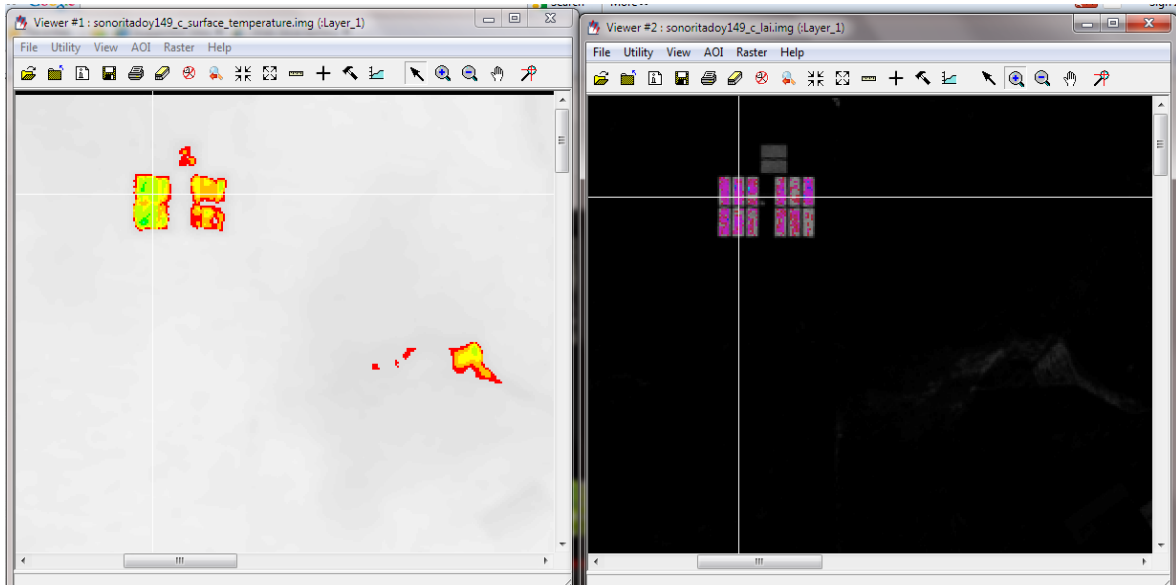 Viewer #1 : sonoritadoy149_c_surface_temperature.img (:Layer_1)
File Utility View AOI Raster Help
Viewer #2 : sonoritadoy149_c_lai.img (:Layer_1)
File Utility View AOI Raster Help